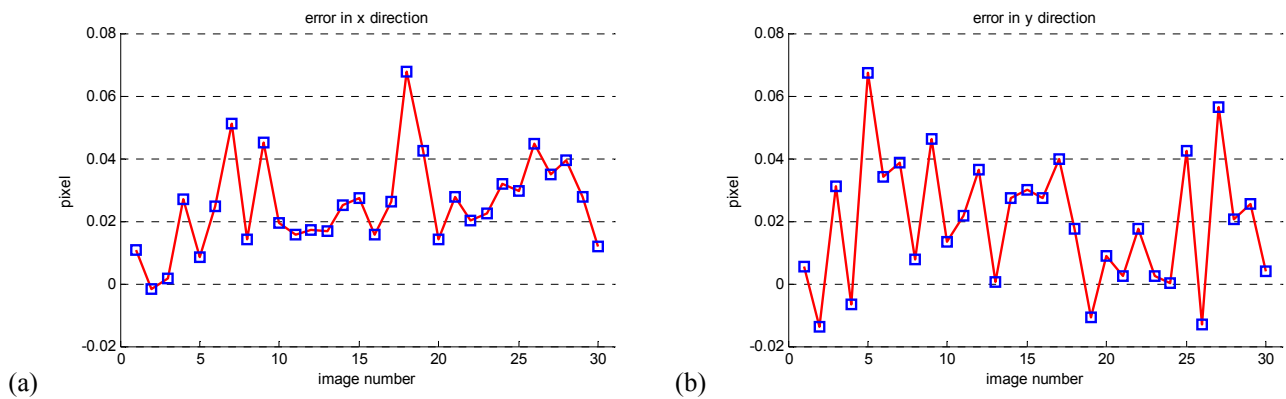 error in x direction
0.08
0.06
0.04
0.02
0
-0.02
pixel
0 5 10 15 20 25 30
image number
(a)
error in y direction
0.08
0.06
0.04
0.02
0
-0.02
pixel
0 5 10 15 20 25 30
image number
(b)